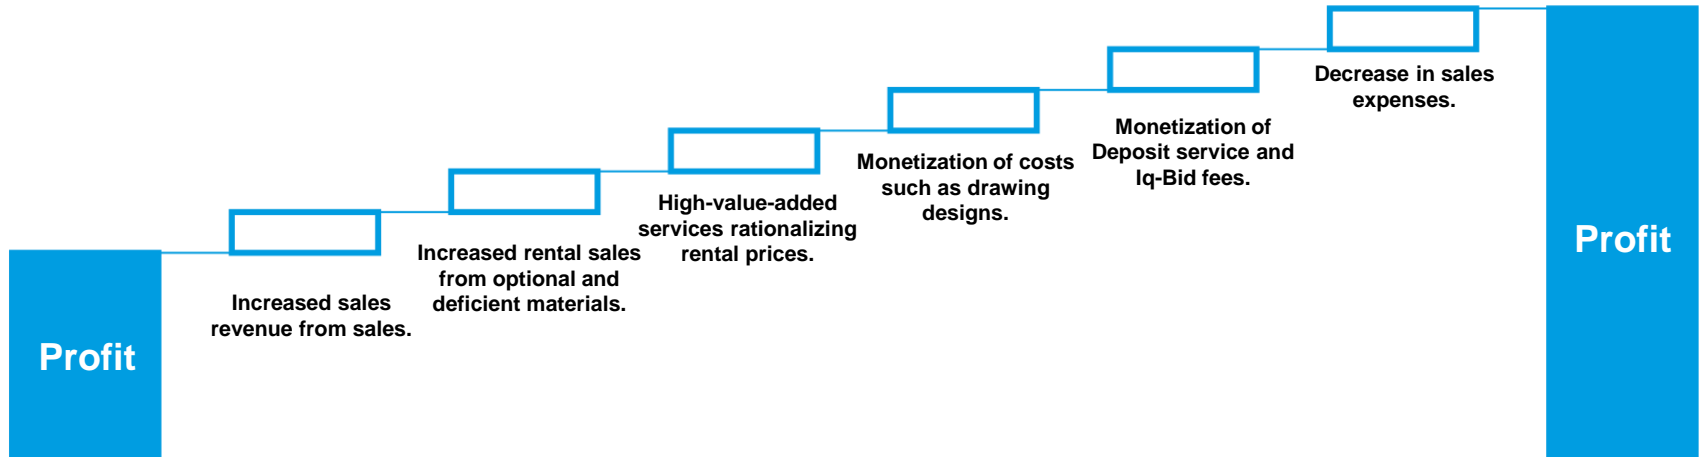 Profit
Increased sales
revenue from sales.
Increased rental sales
from optional and
deficient materials.
High-value-added
services rationalizing
rental prices.
Monetization of costs
such as drawing
designs.
Monetization of
Deposit service and
Iq-Bid fees.
Decrease in sales
expenses.
Profit